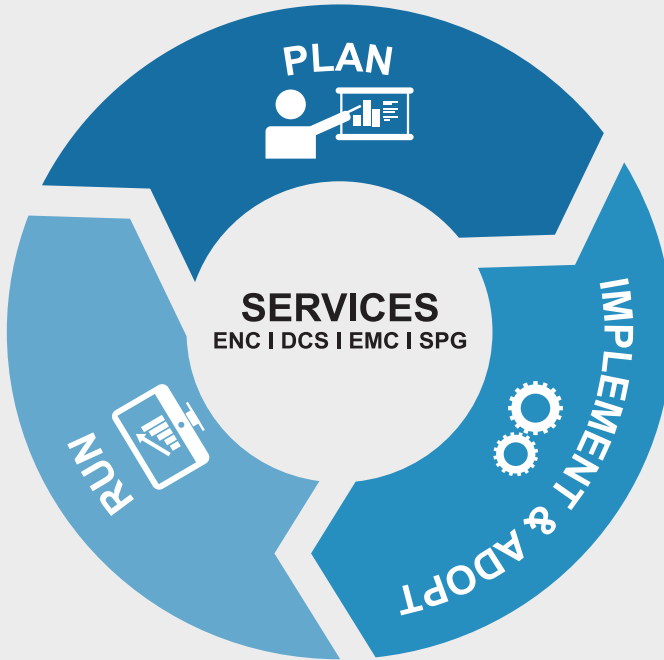 PLAN
SERVICES
ENC I DCS I EMC I SPG
IMPLEMENT & ADOPT
RUN